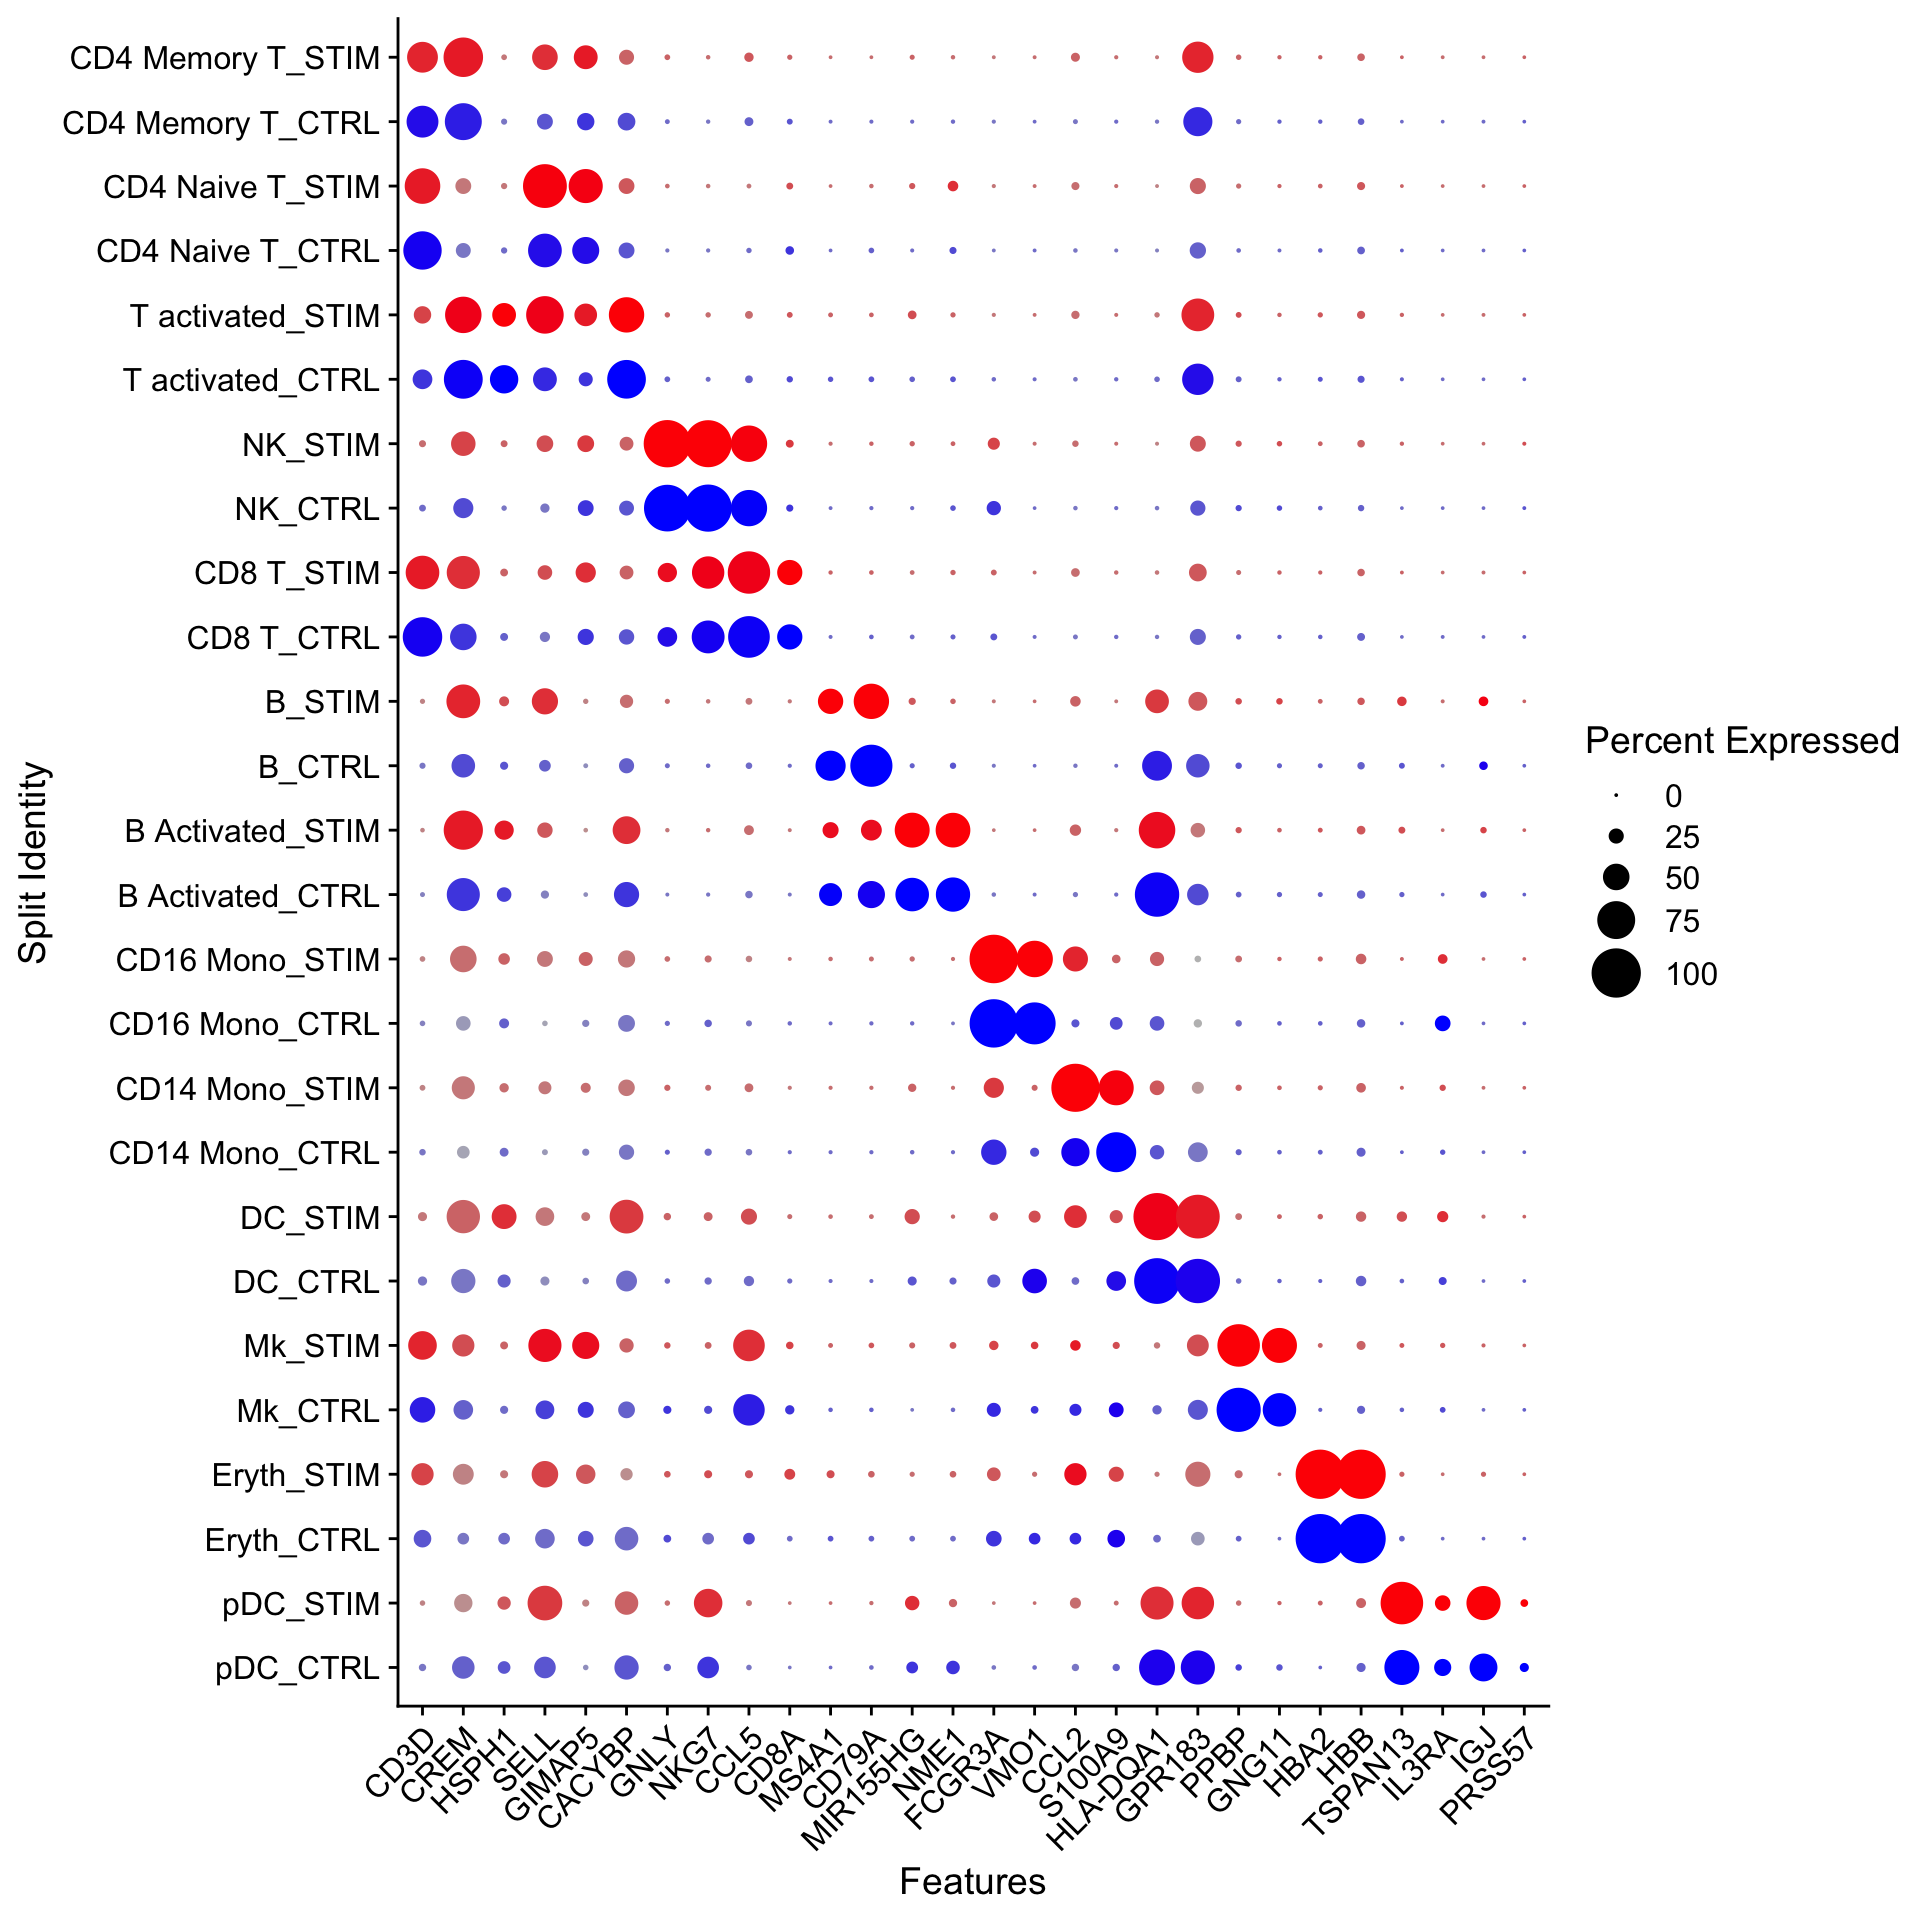 CD4 Memory T_STIM
CD4 Memory T_CTRL
CD4 Naive T_STIM
CD4 Naive T_CTRL
T activated_STIM
T activated_CTRL
NK_STIM
NK_CTRL
CD8 T_STIM
CD8 T_CTRL
B_STIM
B_CTRL
B Activated_STIM
B Activated_CTRL
CD16 Mono_STIM
CD16 Mono_CTRL
CD14 Mono_STIM
CD14 Mono_CTRL
DC_STIM
DC_CTRL
Mk_STIM
Mk_CTRL
Eryth_STIM
Eryth_CTRL
pDC_STIM
pDC_CTRL
Split Identity
CD3D
CREM
HSPH1
SELL
GIMAP5
CACYBP
GNLY
NKG7
CCL5
CD8A
MS4A1
CD79A
MIR155HG
NME1
FCGR3A
VMO1
CCL2
S100A9
HLA-DQA1
GPR183
PPBP
GNG11
HBA2
HBB
TSPAN13
IL3RA
IGJ
PRSS57
Features
Percent Expressed
0
25
50
75
100